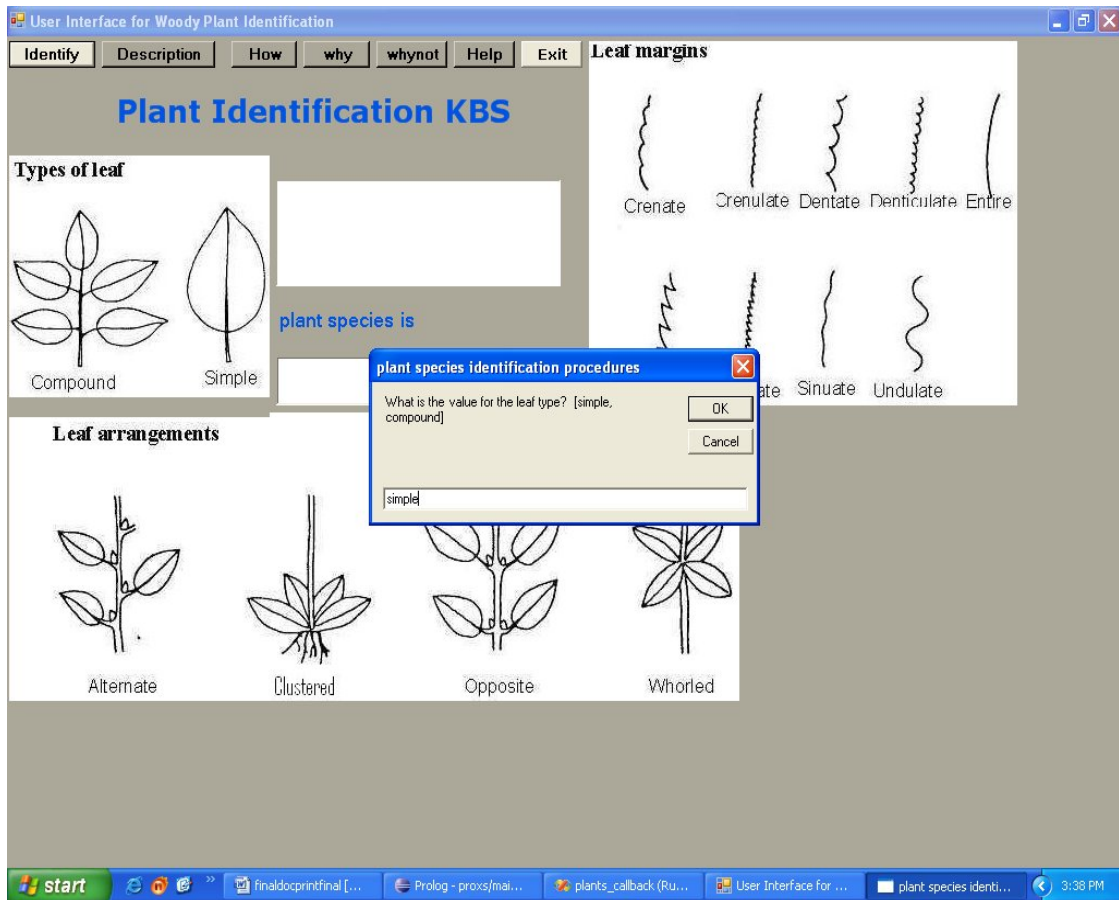 User Interface for Woody Plant Identification
Identify Description How why whynot Help Exit
Plant Identification KBS
Leaf margins
Crenate Crenulate Dentate Denticulate Entire
ate Sinuate Undulate
Types of leaf
Compound Simple
plant species is
plant species identification procedures
What is the value for the leaf type? [simple,
compound]
OK
Cancel
simple
Leaf arrangements
Alternate Clustered Opposite Whorled
start » finaldocprintfinal [... Prolog - proxs/mai... plants_callback (Ru... User Interface for ... plant species identi... 3:38 PM